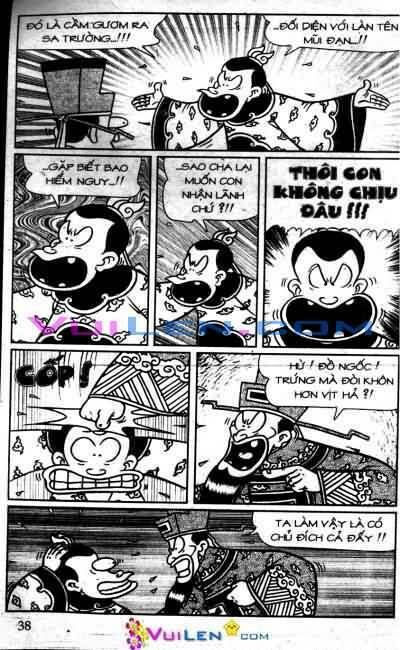 ĐÓ LÀ CẦM GƯƠM RA
SA TRƯỜNG...!!!
..ĐỐI DIỆN VỚI LÀN TÊN
MŨI ĐẠN...!!
..GẶP BIẾT BAO
HIỂM NGUY...!!
..SAO CHA LẠI
MUỐN CON
NHẬN LÃNH
CHỨ ?!!
THÔI CON
KHÔNG CHỊU
ĐÂU !!!
CỐP !
HỪ ! ĐỒ NGỐC !
TRỨNG MÀ ĐÒI KHÔN
HƠN VỊT HẢ ?!
TA LÀM VẬY LÀ CÓ
CHỦ ĐÍCH CẢ ĐẤY !!
38
VUILEN.COM
VUILEN.COM